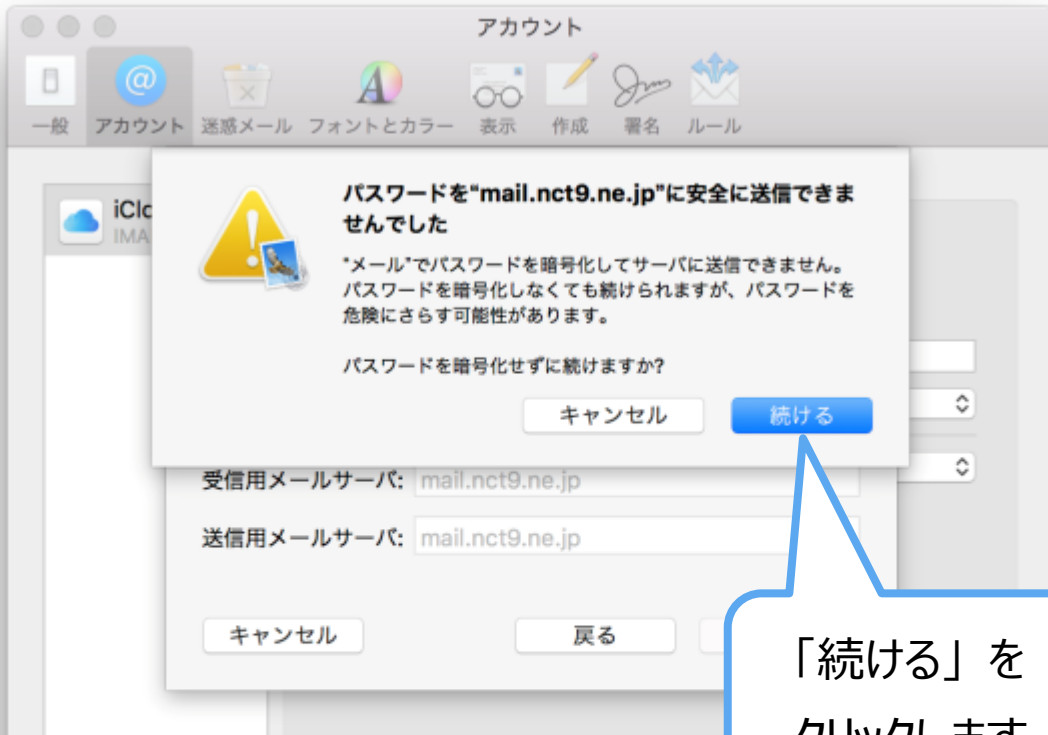 アカウント
一般 アカウント 迷惑メール フォントとカラー 表示 作成 署名 ルール
パスワードを“mail.nct9.ne.jp”に安全に送信できま
せんでした
iClo
IMA
“メール”でパスワードを暗号化してサーバに送信できません。
パスワードを暗号化しなくても続けられますが、パスワードを
危険にさらす可能性があります。
パスワードを暗号化せずに続けますか?
キャンセル 続ける
受信用メールサーバ: mail.nct9.ne.jp
送信用メールサーバ: mail.nct9.ne.jp
キャンセル 戻る
「続ける」を
クリックします